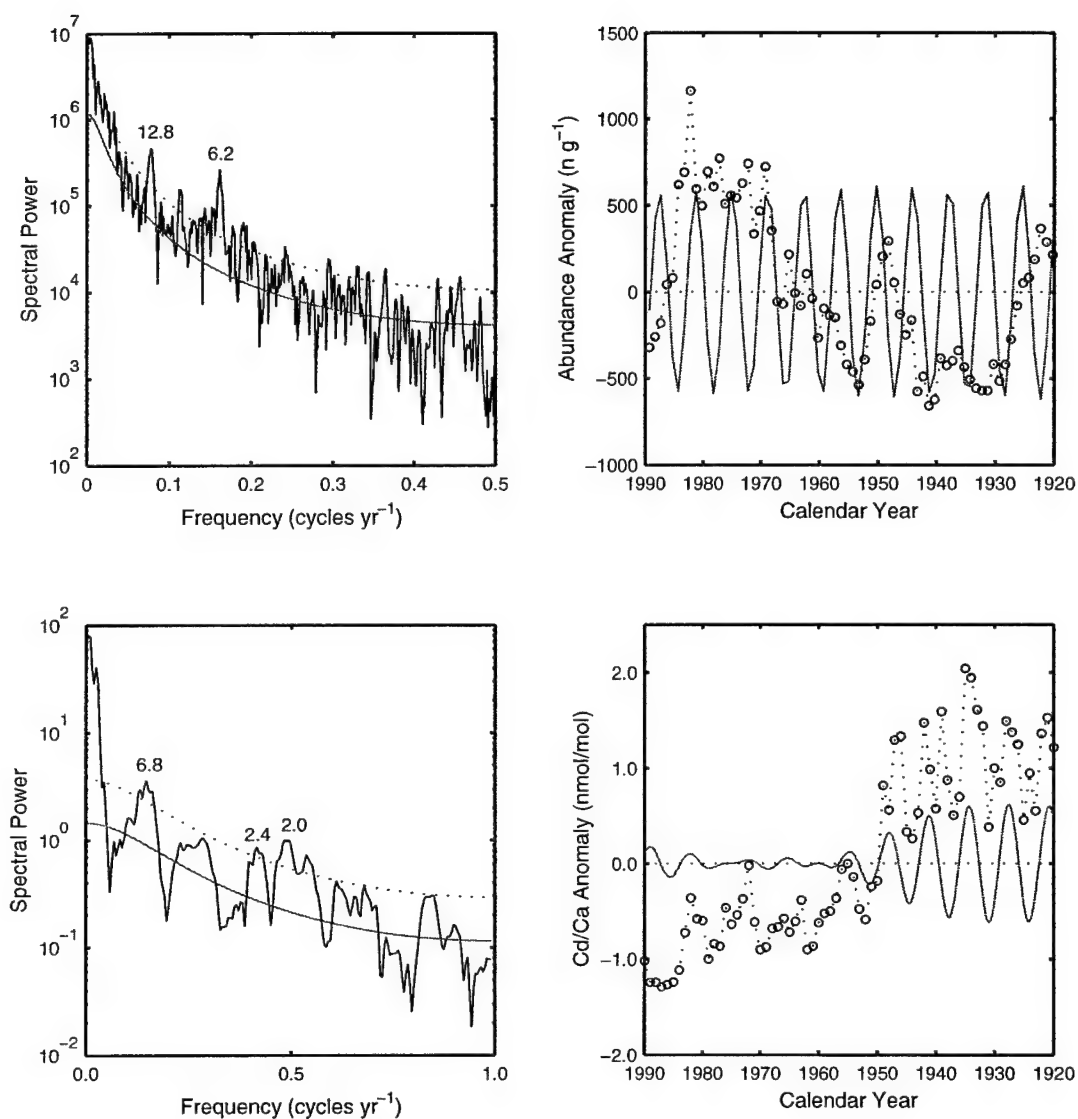 10^7
10^6
10^5
10^4
10^3
10^2
12.8
6.2
0 0.1 0.2 0.3 0.4 0.5
Spectral Power
Frequency (cycles yr^-1)
1500
1000
500
0
-500
-1000
1990 1980 1970 1960 1950 1940 1930 1920
Abundance Anomaly (n g^-1)
Calendar Year
10^2
10^1
10^0
10^-1
10^-2
6.8
2.4
2.0
0.0 0.5 1.0
Spectral Power
Frequency (cycles yr^-1)
2.0
1.0
0.0
-1.0
-2.0
1990 1980 1970 1960 1950 1940 1930 1920
Cd/Ca Anomaly (nmol/mol)
Calendar Year